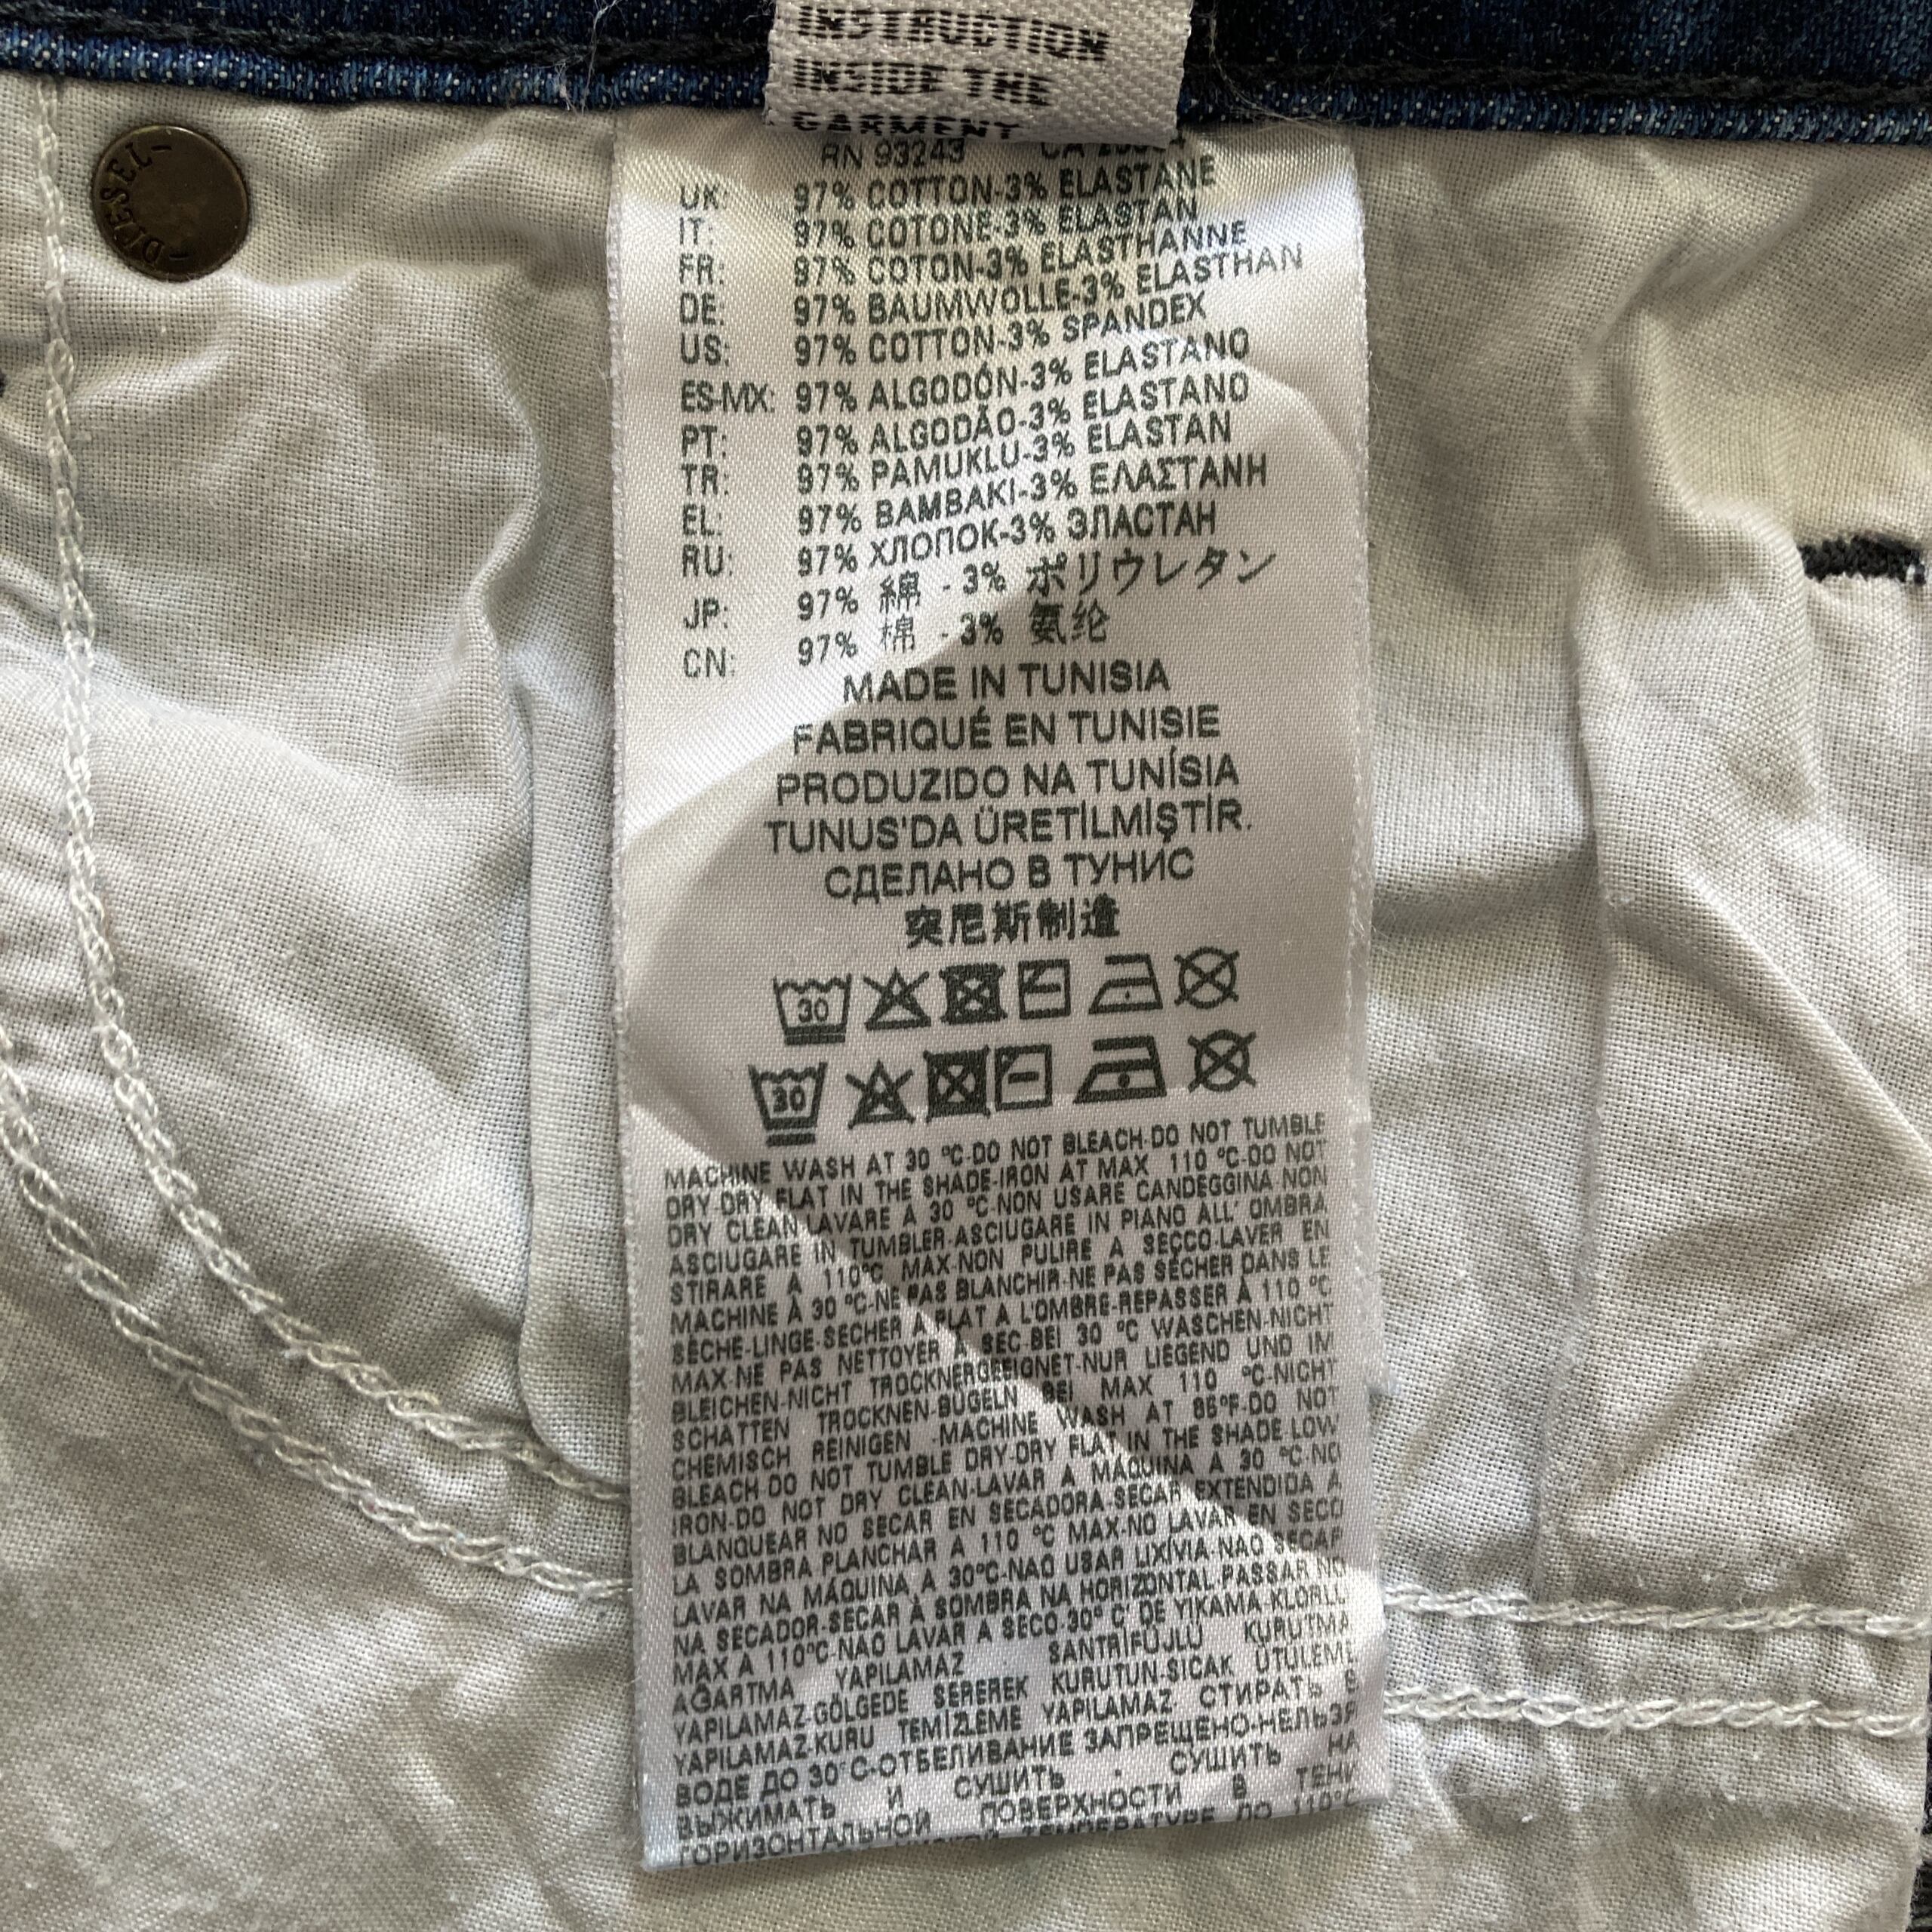 INSTRUCTION
INSIDE THE
GARMENT
-DIESEL-
RN 93243 CA
UK: 97% COTTON-3% ELASTANE
IT: 97% COTONE-3% ELASTAN
FR: 97% COTON-3% ELASTHANNE
DE: 97% BAUMWOLLE-3% ELASTHAN
US: 97% COTTON-3% SPANDEX
ES-MX: 97% ALGODÓN-3% ELASTANO
PT: 97% ALGODÃO-3% ELASTANO
TR: 97% PAMUKLU-3% ELASTAN
EL: 97% BAMBAKI-3% ΕΛΑΣΤΑΝΗ
RU: 97% ХЛОПОК-3% ЭЛАСТАН
JP: 97% 綿 - 3% ポリウレタン
CN: 97% 棉 - 3% 氨纶
MADE IN TUNISIA
FABRIQUÉ EN TUNISIE
PRODUZIDO NA TUNÍSIA
TUNUS'DA ÜRETİLMİŞTİR.
СДЕЛАНО В ТУНИС
突尼斯制造
30
30
MACHINE WASH AT 30 °C-DO NOT BLEACH-DO NOT TUMBLE
DRY-DRY FLAT IN THE SHADE-IRON AT MAX 110 °C-DO NOT
DRY CLEAN-LAVARE A 30 °C-NON USARE CANDEGGINA NON
ASCIUGARE IN TUMBLER-ASCIUGARE IN PIANO ALL' OMBRA
STIRARE A 110°C MAX-NON PULIRE A SECCO-LAVER EN
MACHINE À 30 °C-NE PAS BLANCHIR-NE PAS SÉCHER DANS LE
SÈCHE-LINGE-SÉCHER À PLAT À L'OMBRE-REPASSER À 110 °C
MAX-NE PAS NETTOYER À SEC-BEI 30 °C WASCHEN-NICHT
BLEICHEN-NICHT TROCKNERGEEIGNET-NUR LIEGEND UND IM
SCHATTEN TROCKNEN-BÜGELN BEI MAX 110 °C-NICHT
CHEMISCH REINIGEN -MACHINE WASH AT 86°F-DO NOT
BLEACH DO NOT TUMBLE DRY-DRY FLAT IN THE SHADE LOW
IRON-DO NOT DRY CLEAN-LAVAR A MÁQUINA A 30 °C-NO
BLANQUEAR NO SECAR EN SECADORA-SECAR EXTENDIDA A
LA SOMBRA PLANCHAR A 110 °C MAX-NO LAVAR EN SECO
LAVAR NA MÁQUINA A 30°C-NAO USAR LIXÍVIA-NAO SECAR
NA SECADOR-SECAR À SOMBRA NA HORIZONTAL-PASSAR NO
MAX A 110°C-NAO LAVAR A SECO-30° C DE YIKAMA KLORLU
AĞARTMA YAPILAMAZ SANTRİFÜJLÜ KURUTMA
YAPILAMAZ-GÖLGEDE SEREREK KURUTUN-SICAK ÜTÜLEME
YAPILAMAZ-KURU TEMİZLEME YAPILAMAZ СТИРАТЬ В
ВОДЕ ДО 30°C-ОТБЕЛИВАНИЕ ЗАПРЕЩЕНО-НЕЛЬЗЯ
ВЫЖИМАТЬ И СУШИТЬ - СУШИТЬ НА
ГОРИЗОНТАЛЬНОЙ ПОВЕРХНОСТИ В ТЕНИ
ТЕМПЕРАТУРЕ ДО 110°C